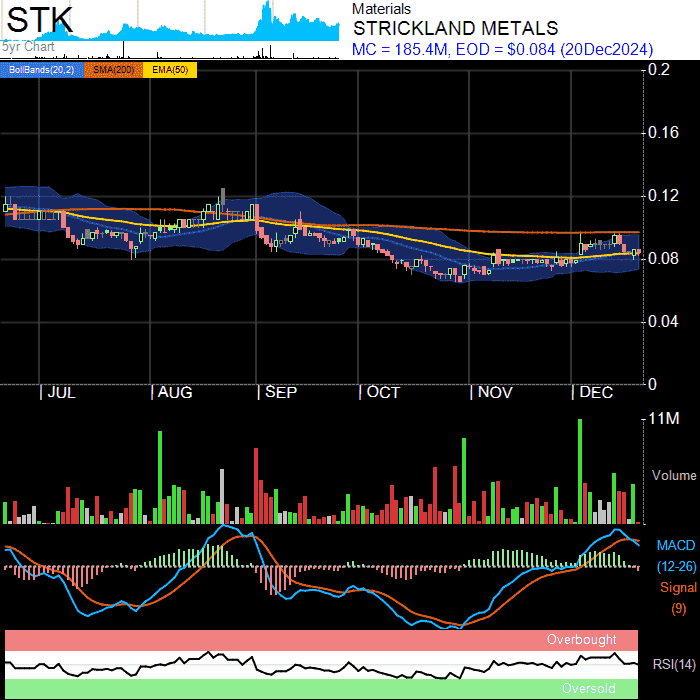 STK
5yr Chart
Materials
STRICKLAND METALS
MC = 185.4M, EOD = $0.084 (20Dec2024)
BollBands(20,2) SMA(200) EMA(50)
0.2
0.16
0.12
0.08
0.04
0
JUL AUG SEP OCT NOV DEC
11M
Volume
MACD
(12-26)
Signal
(9)
Overbought
RSI(14)
Oversold